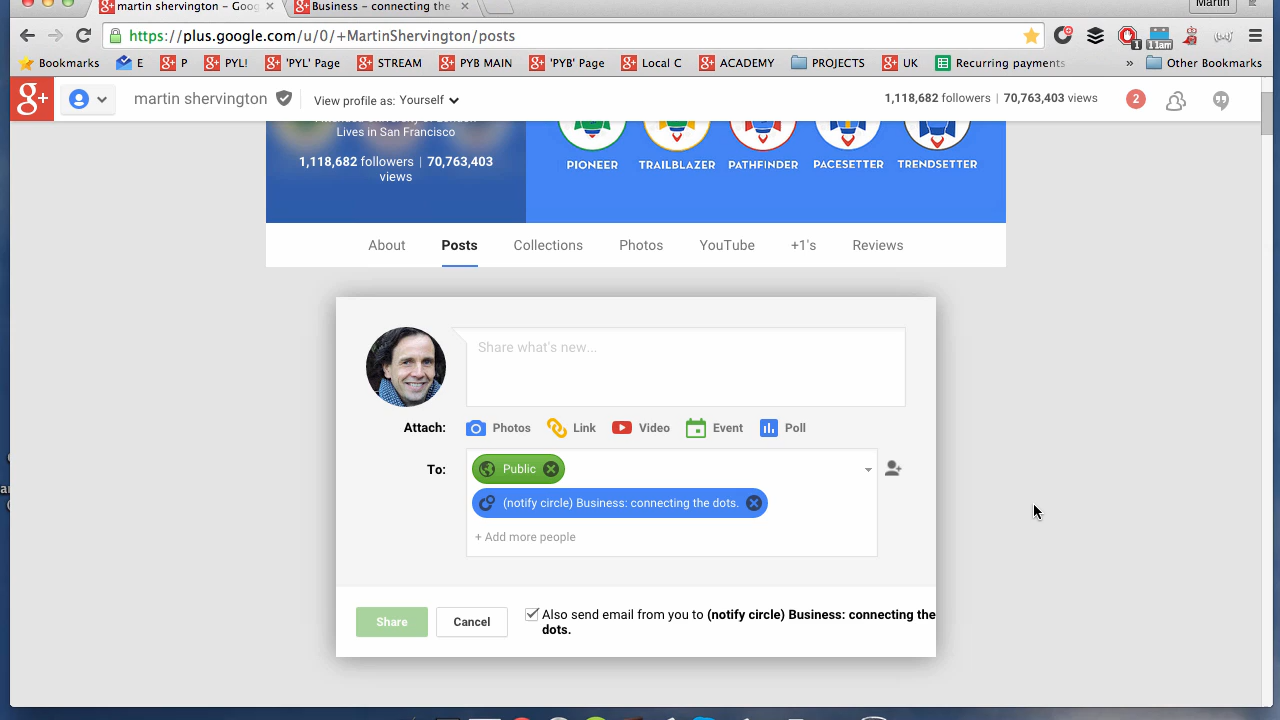 martin shervington – Goog
Business – connecting the
Martin
https://plus.google.com/u/0/+MartinShervington/posts
1
11am
Bookmarks
E
P
PYL!
'PYL' Page
STREAM
PYB MAIN
'PYB' Page
Local C
ACADEMY
PROJECTS
UK
Recurring payments
»
Other Bookmarks
g+
martin shervington
View profile as: Yourself
1,118,682 followers | 70,763,403 views
2
Lives in San Francisco
1,118,682 followers | 70,763,403
views
PIONEER
TRAILBLAZER
PATHFINDER
PACESETTER
TRENDSETTER
About
Posts
Collections
Photos
YouTube
+1's
Reviews
Share what's new...
Attach:
Photos
Link
Video
Event
Poll
To:
Public
(notify circle) Business: connecting the dots.
+ Add more people
Share
Cancel
Also send email from you to (notify circle) Business: connecting the
dots.